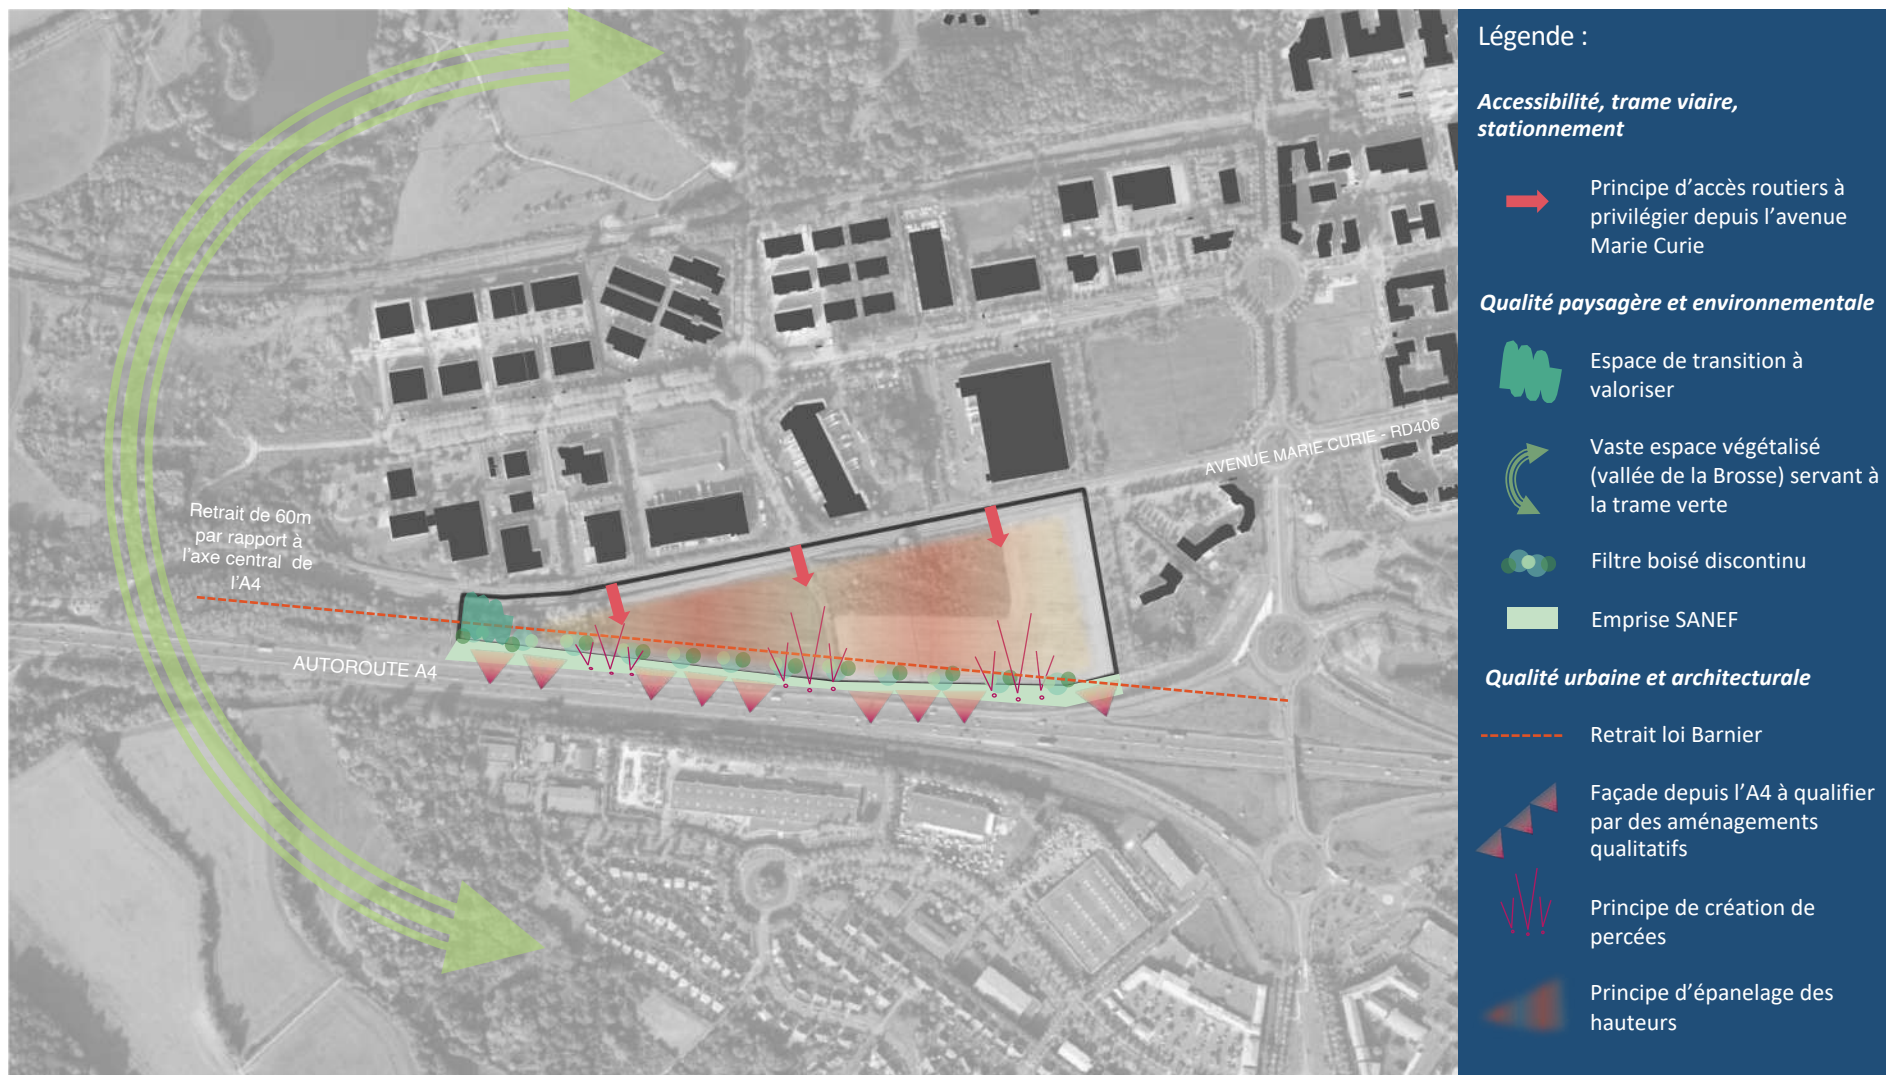 Retrait de 60m
par rapport à
l'axe central de
l'A4
AUTOROUTE A4
AVENUE MARIE CURIE - RD406
Légende :
Accessibilité, trame viaire,
stationnement
Principe d'accès routiers à
privilégier depuis l'avenue
Marie Curie
Qualité paysagère et environnementale
Espace de transition à
valoriser
Vaste espace végétalisé
(vallée de la Brosse) servant à
la trame verte
Filtre boisé discontinu
Emprise SANEF
Qualité urbaine et architecturale
Retrait loi Barnier
Façade depuis l'A4 à qualifier
par des aménagements
qualitatifs
Principe de création de
percées
Principe d'épanelage des
hauteurs